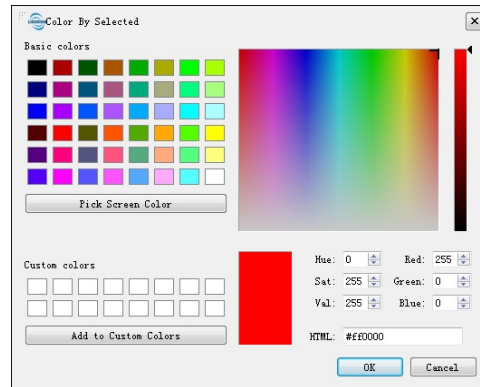 Color By Selected
Basic colors
Pick Screen Color
Custom colors
Add to Custom Colors
Hue: 0 Red: 255
Sat: 255 Green: 0
Val: 255 Blue: 0
HTML: #ff0000
OK Cancel